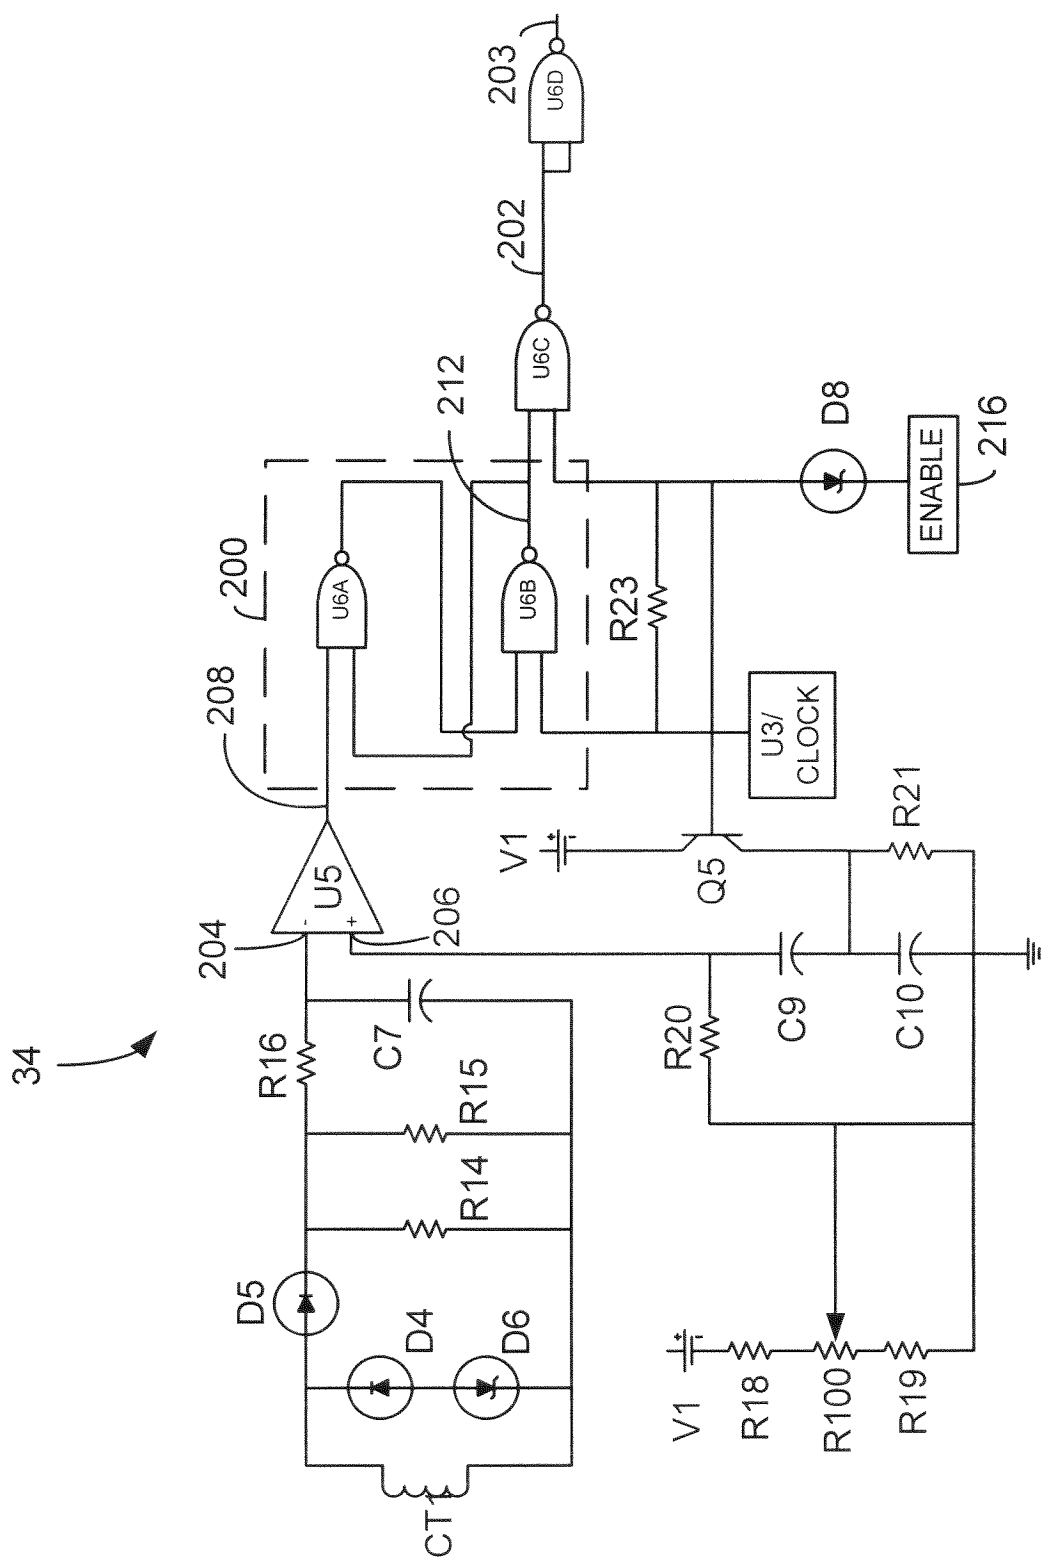 34
CT1
D5
D4
D6
R14
R15
R16
C7
204
206
U5
-
+
208
200
U6A
U6B
212
U6C
202
U6D
203
R23
D8
ENABLE
216
U3/
CLOCK
V1
+
-
Q5
R21
C9
C10
R20
V1
+
-
R18
R100
R19